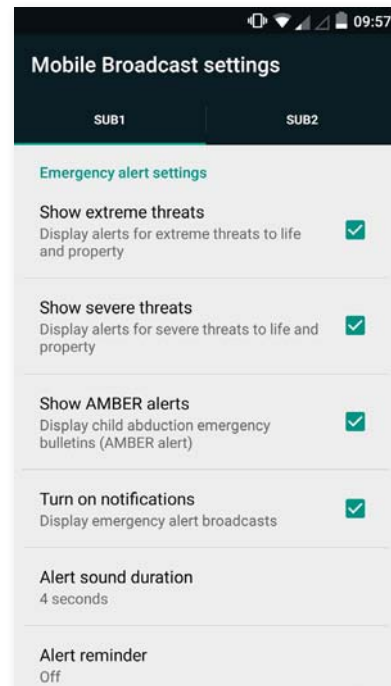 09:57
Mobile Broadcast settings
SUB1 SUB2
Emergency alert settings
Show extreme threats
Display alerts for extreme threats to life
and property
Show severe threats
Display alerts for severe threats to life and
property
Show AMBER alerts
Display child abduction emergency
bulletins (AMBER alert)
Turn on notifications
Display emergency alert broadcasts
Alert sound duration
4 seconds
Alert reminder
Off